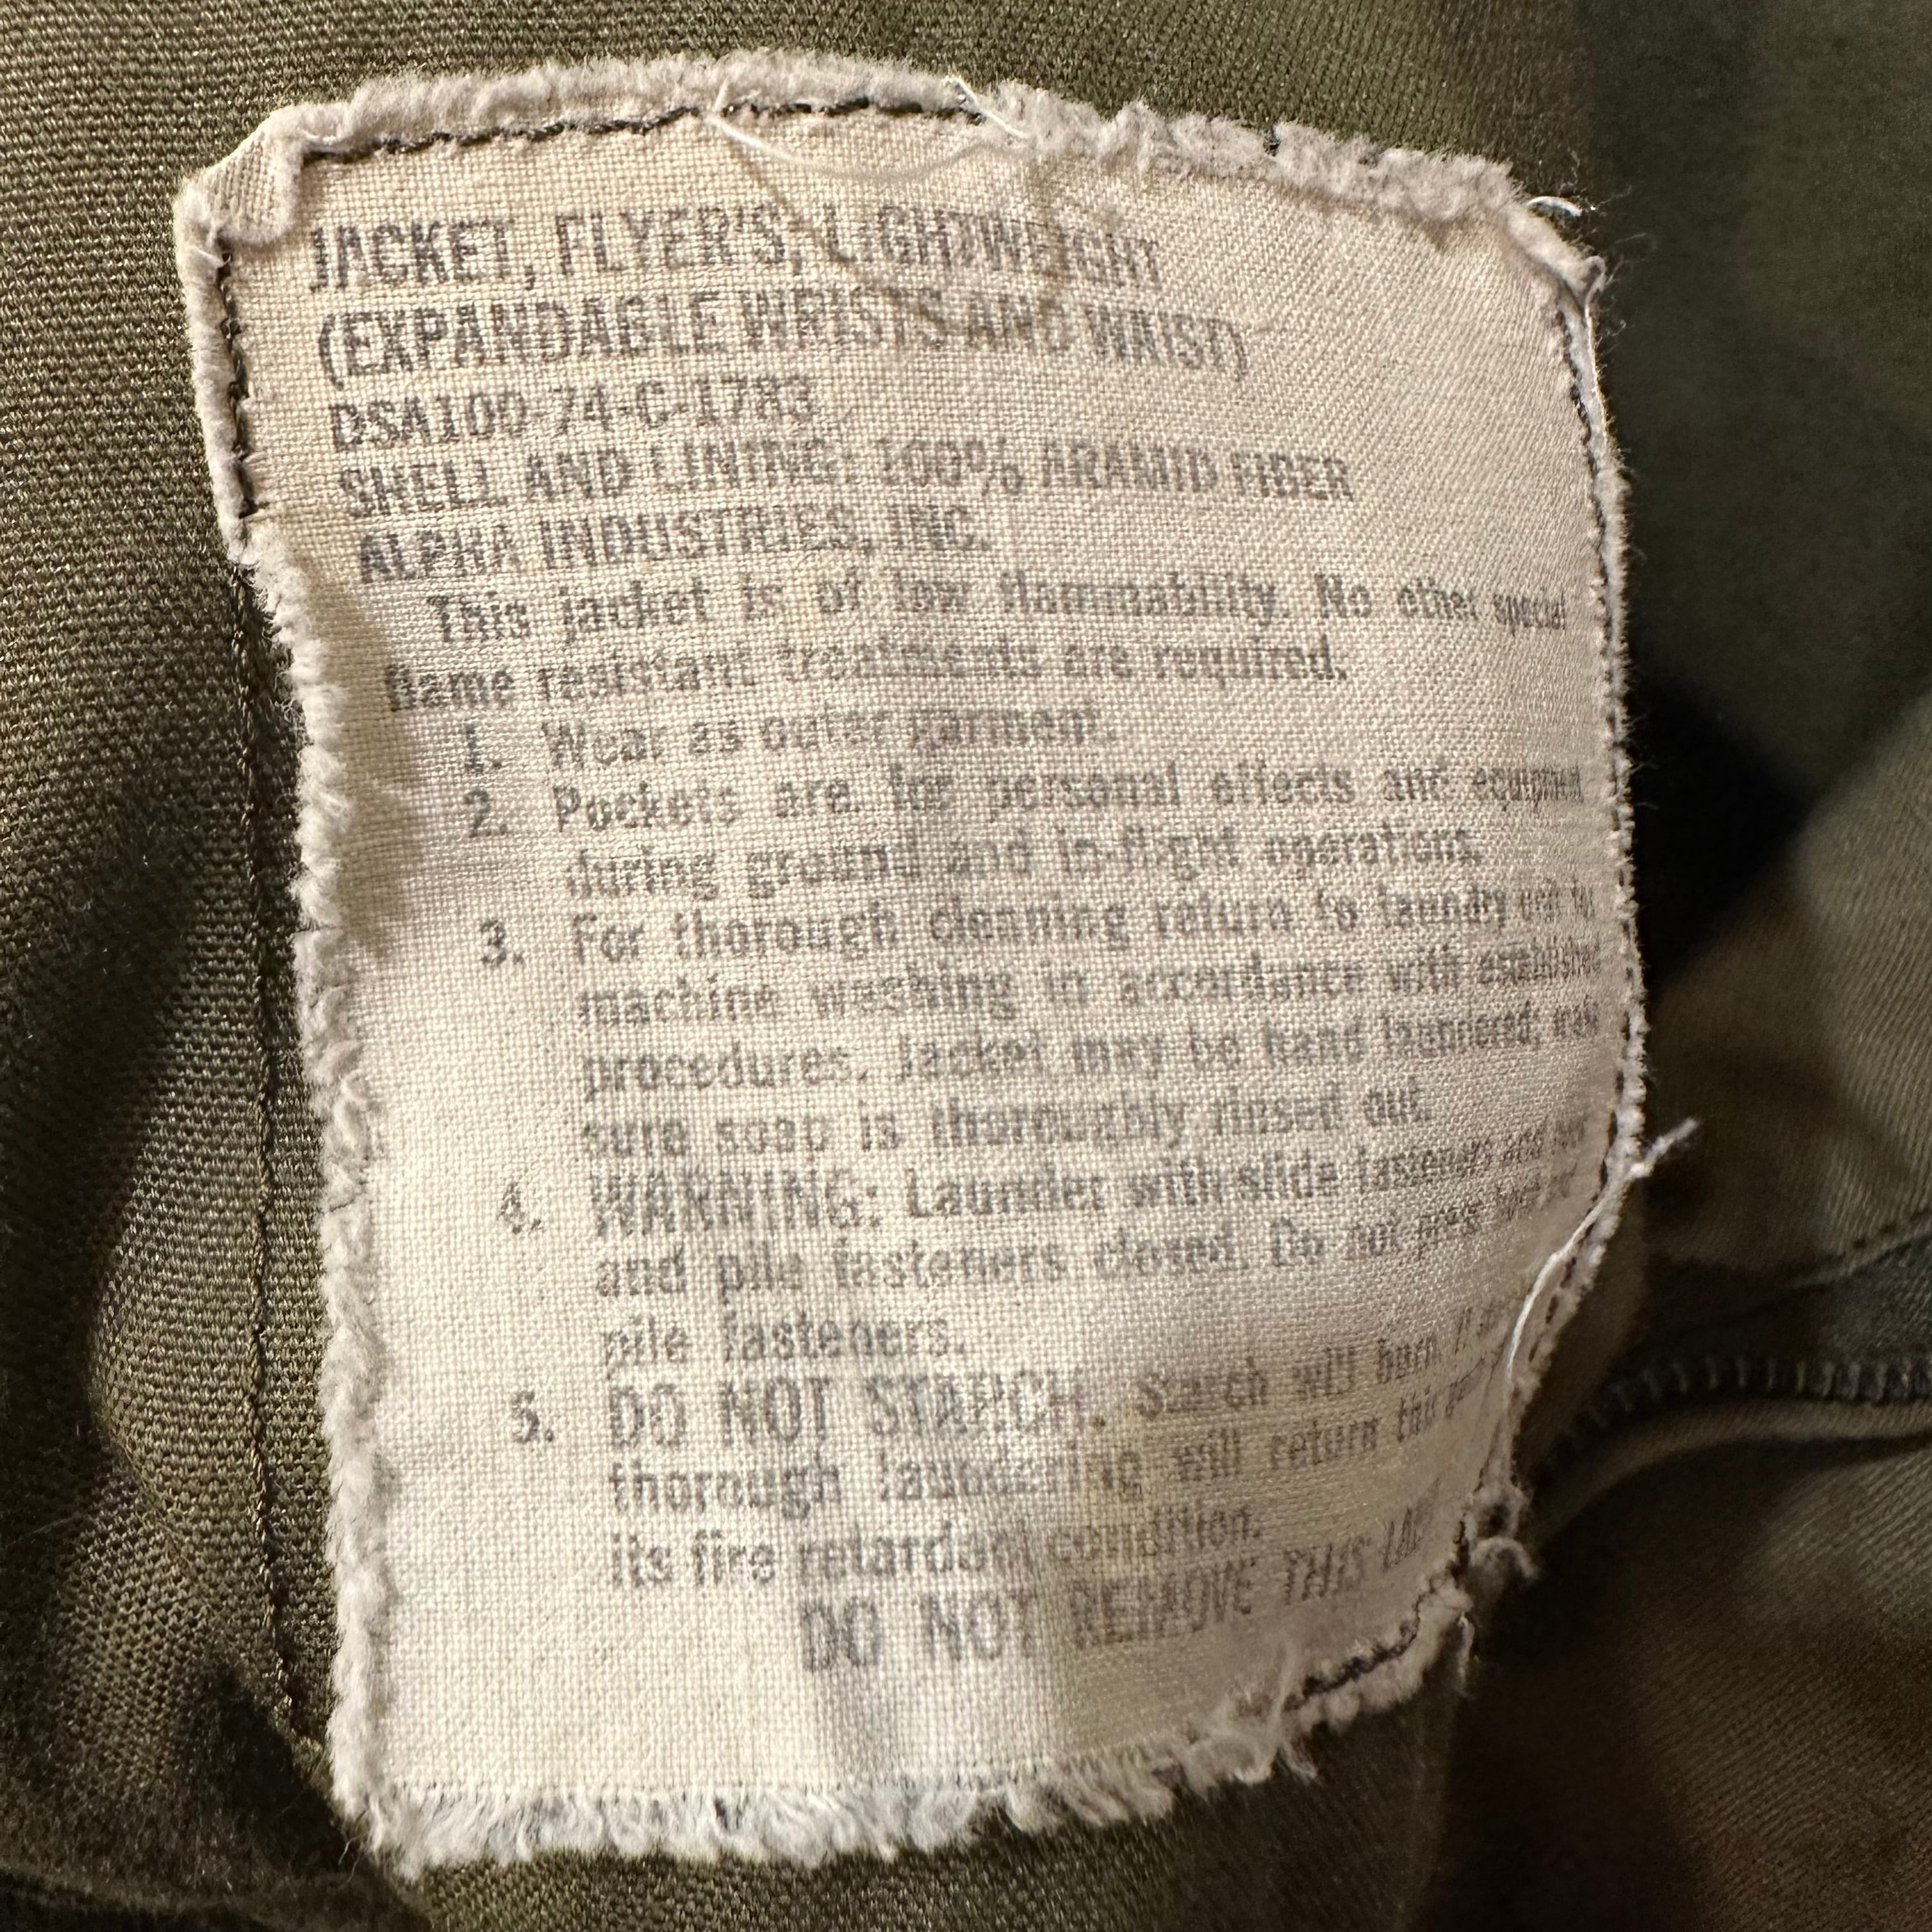 JACKET, FLYER'S, LIGHTWEIGHT
(EXPANDABLE WRISTS AND WAIST)
DSA100-74-C-1783
SHELL AND LINING: 100% ARAMID FIBER
ALPHA INDUSTRIES, INC.
This jacket is of low flammability. No other special
flame resistant treatments are required.
1. Wear as outer garment.
2. Pockets are for personal effects and equipment
during ground and in-flight operations.
3. For thorough cleaning return to laundry
machine washing in accordance with established
procedures. Jacket may be hand laundered;
sure soap is thoroughly rinsed out.
4. WARNING: Launder with slide fasteners and
and pile fasteners closed. Do not
pile fasteners.
5. DO NOT STARCH. Starch will burn
thorough laundering will return this
its fire retardant condition.
DO NOT REMOVE THIS